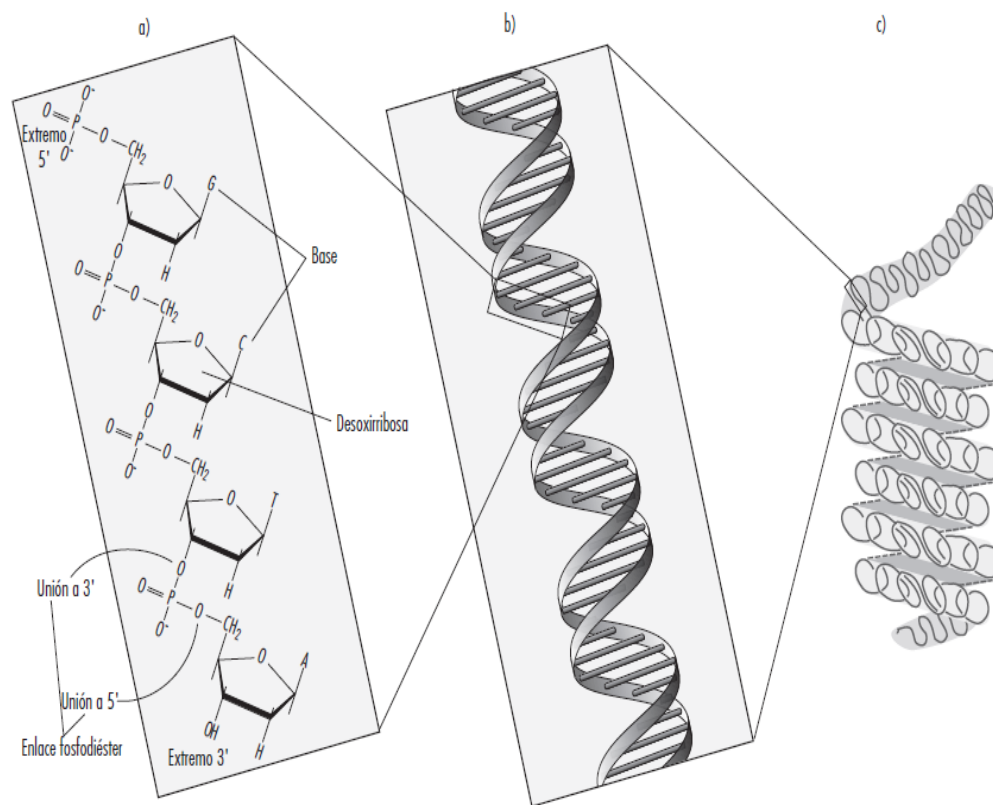 a)
b)
c)
O-
O=P-O-CH2
O-
Extremo
5'
O
G
H
Base
O
O=P-O-CH2
O-
O
C
H
Desoxirribosa
O
O=P-O-CH2
O-
O
T
H
Unión a 3'
O
O=P-O-CH2
O-
O
A
Unión a 5'
OH
H
Enlace fosfodiéster
Extremo 3'